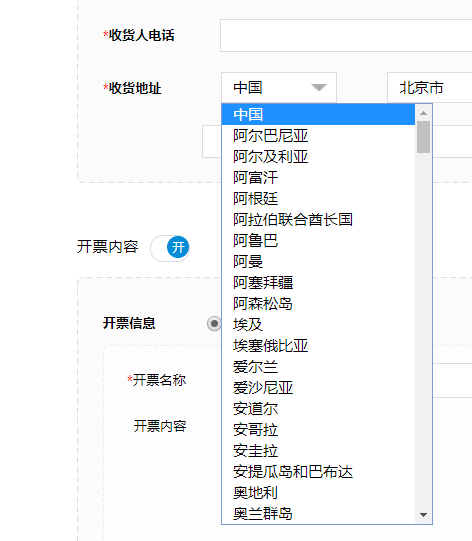 *收货人电话
*收货地址 中国 北京市
中国
阿尔巴尼亚
阿尔及利亚
阿富汗
阿根廷
阿拉伯联合酋长国
阿鲁巴
阿曼
阿塞拜疆
阿森松岛
埃及
埃塞俄比亚
爱尔兰
爱沙尼亚
安道尔
安哥拉
安圭拉
安提瓜岛和巴布达
奥地利
奥兰群岛
开票内容 开
开票信息
*开票名称
开票内容